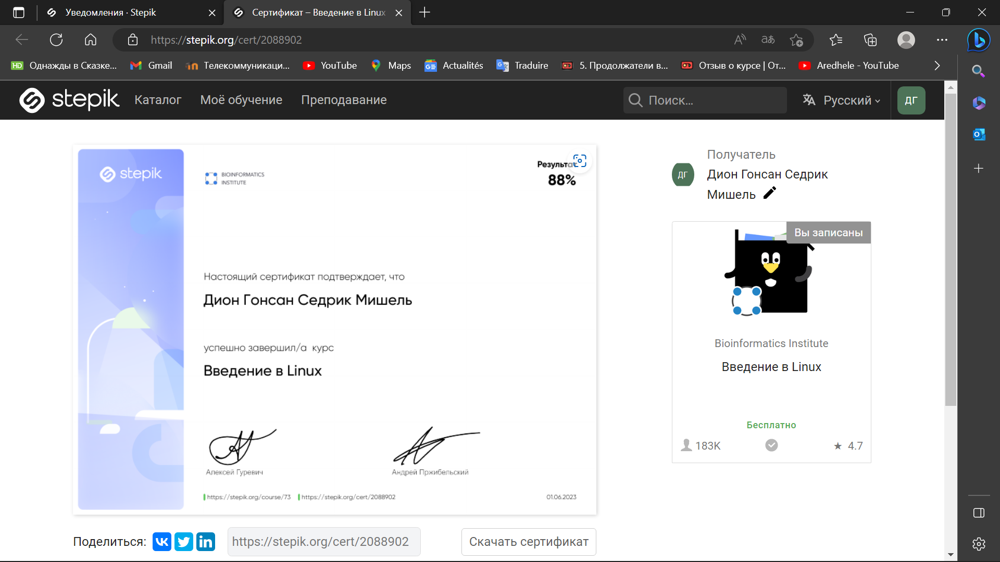 Уведомления · Stepik
Сертификат – Введение в Linux
https://stepik.org/cert/2088902
Однажды в Сказке...
Gmail
Телекоммуникаци...
YouTube
Maps
Actualités
Traduire
5. Продолжатели в...
Отзыв о курсе | От...
Aredhele - YouTube
stepik
Каталог
Моё обучение
Преподавание
Поиск...
Русский
ДГ
stepik
BIOINFORMATICS
INSTITUTE
88%
Настоящий сертификат подтверждает, что
Дион Гонсан Седрик Мишель
успешно завершил/а курс
Введение в Linux
Алексей Гуревич
Андрей Пржибельский
https://stepik.org/course/73
https://stepik.org/cert/2088902
01.06.2023
Поделиться:
https://stepik.org/cert/2088902
Скачать сертификат
Получатель
ДГ
Дион Гонсан Седрик
Мишель
Вы записаны
Bioinformatics Institute
Введение в Linux
Бесплатно
183K
4.7